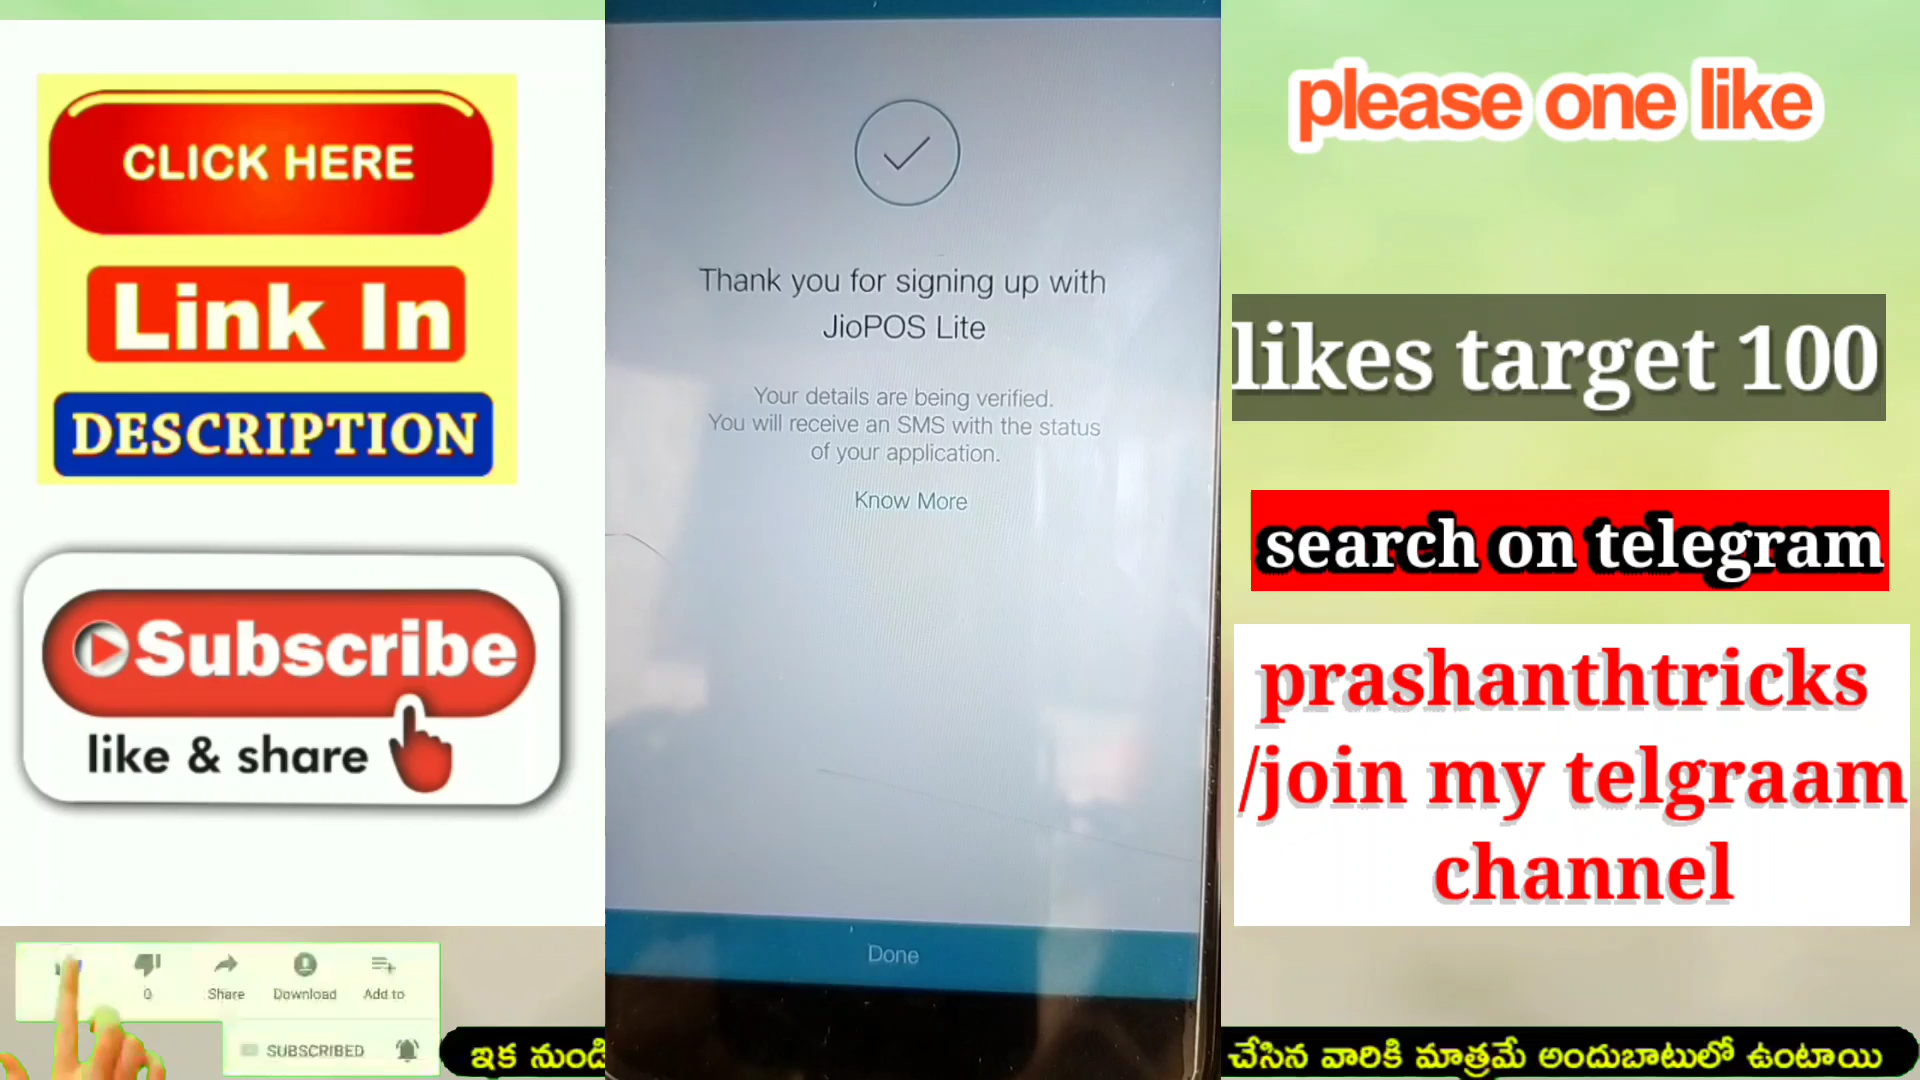 CLICK HERE
Link In
DESCRIPTION
Subscribe
like & share
0
Share
Download
Add to
SUBSCRIBED
Thank you for signing up with
JioPOS Lite
Your details are being verified.
You will receive an SMS with the status
of your application.
Know More
Done
please one like
likes target 100
search on telegram
prashanthtricks
/join my telgraam
channel
ఇక నుండి
చేసిన వారికి మాత్రమే అందుబాటులో ఉంటాయి